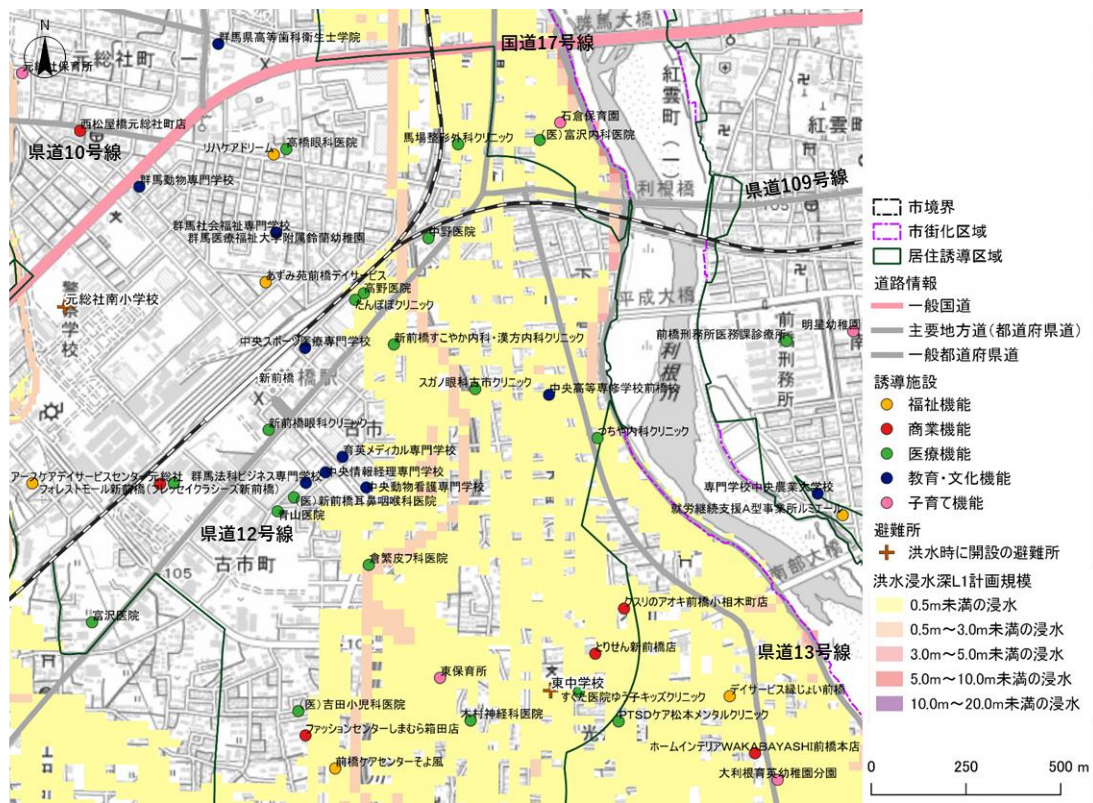 群馬大橋
国道17号線
群馬県高等歯科衛生士学院
N
元総社町(一)
元総社保育所
紅雲町(一)
紅雲町
石倉保育園
西松屋橋元総社町店
馬場整形外科クリニック
(医)富沢内科医院
高橋眼科医院
リハケアドリーム
県道10号線
群馬動物専門学校
利根橋
県道109号線
群馬社会福祉専門学校
群馬医療福祉大学附属鈴蘭幼稚園
中野医院
あずみ苑前橋デイサービス
下
高野医院
たんぽぽクリニック
元総社南小学校
警察学校
平成大橋
明星幼稚園
前橋刑務所医務課診療所
前橋刑務所
利根川
中央スポーツ医療専門学校
新前橋すこやか内科・漢方内科クリニック
新前橋
スガノ眼科古市クリニック
中央高等専修学校前橋校
新前橋眼科クリニック
古市
つちや内科クリニック
育英メディカル専門学校
アースケアデイサービスセンター元総社
群馬法科ビジネス専門学校
中央情報経理専門学校
フォレストモール新前橋(フレッセイクラシーズ新前橋)
中央動物看護専門学校
(医)新前橋耳鼻咽喉科医院
青山医院
専門学校中央農業大学校
就労継続支援A型事業所ルミエール
県道12号線
南部大橋
倉繁皮フ科医院
古市町
105
富沢医院
クスリのアオキ前橋小相木町店
とりせん新前橋店
県道13号線
東保育所
東中学校
すくた医院ゆう子キッズクリニック
デイサービス縁じょい前橋
(医)吉田小児科医院
大村神経科医院
PTSDケア松本メンタルクリニック
光
ファッションセンターしまむら箱田店
ホームインテリアWAKABAYASHI前橋本店
前橋ケアセンターそよ風
大利根育英幼稚園分園
市境界
市街化区域
居住誘導区域
道路情報
一般国道
主要地方道(都道府県道)
一般都道府県道
誘導施設
福祉機能
商業機能
医療機能
教育・文化機能
子育て機能
避難所
洪水時に開設の避難所
洪水浸水深L1計画規模
0.5m未満の浸水
0.5m～3.0m未満の浸水
3.0m～5.0m未満の浸水
5.0m～10.0m未満の浸水
10.0m～20.0m未満の浸水
0 250 500 m